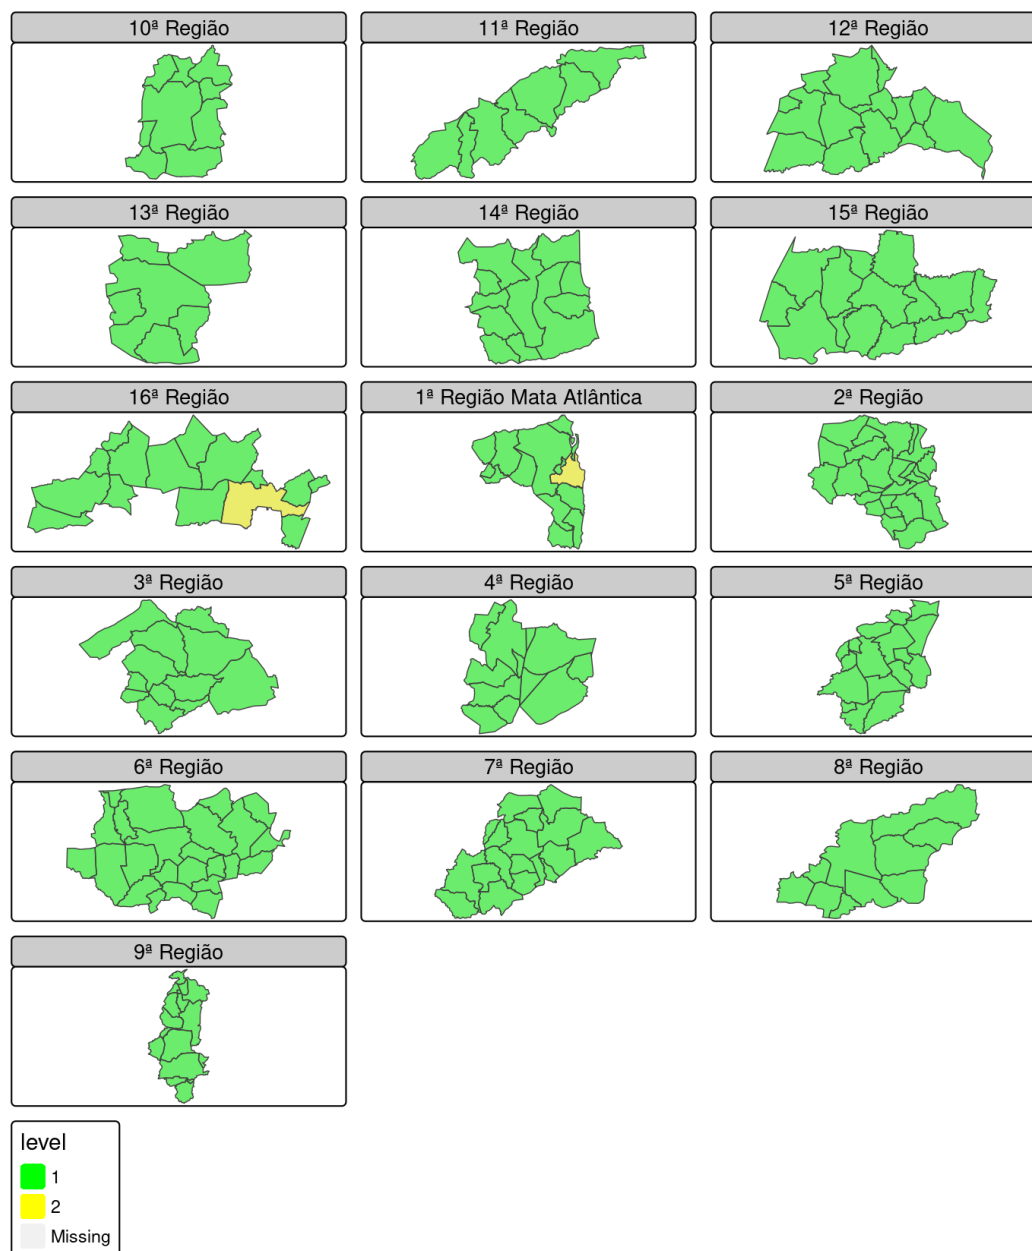 10ª Região
11ª Região
12ª Região
13ª Região
14ª Região
15ª Região
16ª Região
1ª Região Mata Atlântica
2ª Região
3ª Região
4ª Região
5ª Região
6ª Região
7ª Região
8ª Região
9ª Região
level
1
2
Missing